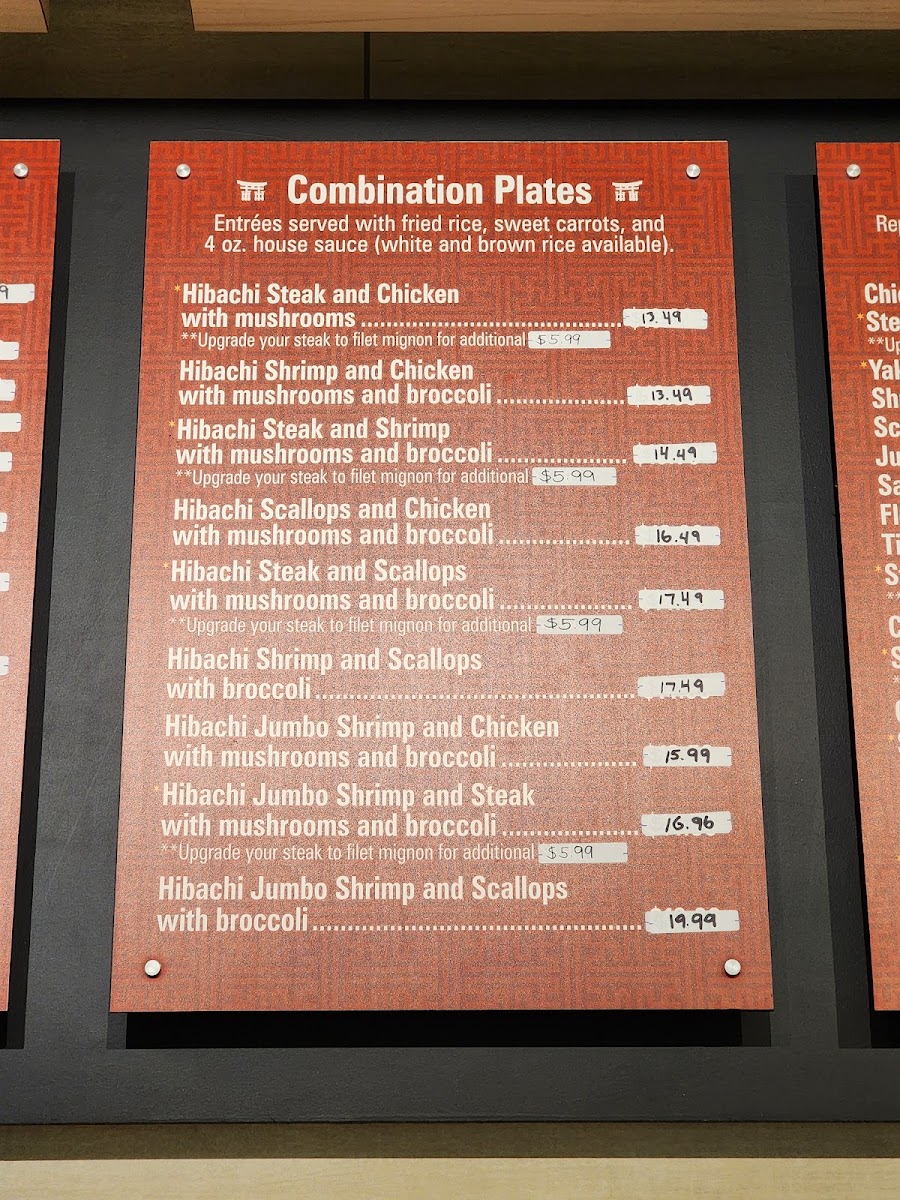 Combination Plates
Entrées served with fried rice, sweet carrots, and
4 oz. house sauce (white and brown rice available).
*Hibachi Steak and Chicken
with mushrooms 13.49
**Upgrade your steak to filet mignon for additional $5.99
Hibachi Shrimp and Chicken
with mushrooms and broccoli 13.49
*Hibachi Steak and Shrimp
with mushrooms and broccoli 14.49
**Upgrade your steak to filet mignon for additional $5.99
Hibachi Scallops and Chicken
with mushrooms and broccoli 16.49
*Hibachi Steak and Scallops
with mushrooms and broccoli 17.49
**Upgrade your steak to filet mignon for additional $5.99
Hibachi Shrimp and Scallops
with broccoli 17.49
Hibachi Jumbo Shrimp and Chicken
with mushrooms and broccoli 15.99
*Hibachi Jumbo Shrimp and Steak
with mushrooms and broccoli 16.96
**Upgrade your steak to filet mignon for additional $5.99
Hibachi Jumbo Shrimp and Scallops
with broccoli 19.99